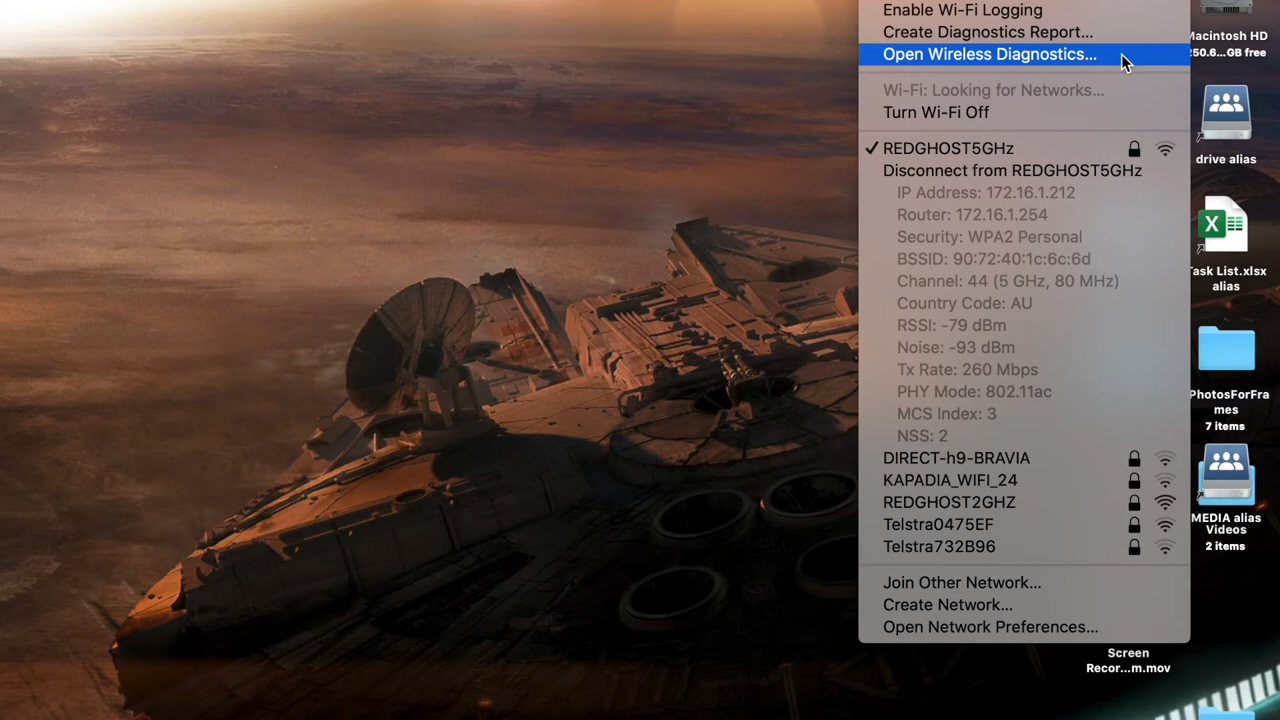 Enable Wi-Fi Logging
Create Diagnostics Report...
Open Wireless Diagnostics...
Wi-Fi: Looking for Networks...
Turn Wi-Fi Off
REDGHOST5GHz
Disconnect from REDGHOST5GHz
IP Address: 172.16.1.212
Router: 172.16.1.254
Security: WPA2 Personal
BSSID: 90:72:40:1c:6c:6d
Channel: 44 (5 GHz, 80 MHz)
Country Code: AU
RSSI: -79 dBm
Noise: -93 dBm
Tx Rate: 260 Mbps
PHY Mode: 802.11ac
MCS Index: 3
NSS: 2
DIRECT-h9-BRAVIA
KAPADIA_WIFI_24
REDGHOST2GHZ
Telstra0475EF
Telstra732B96
Join Other Network...
Create Network...
Open Network Preferences...
Macintosh HD
250.6...GB free
drive alias
X
Task List.xlsx
alias
PhotosForFra
mes
7 items
MEDIA alias
Videos
2 items
Screen
Recor...m.mov